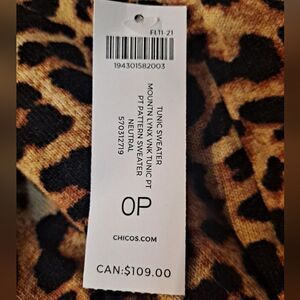 FL11-21
194301582003
TUNIC SWEATER
MOUNTN LYNX VNK TUNIC PT
PT PATTERN SWEATER
NEUTRAL
570312719
0P
CHICOS.COM
CAN:$109.00